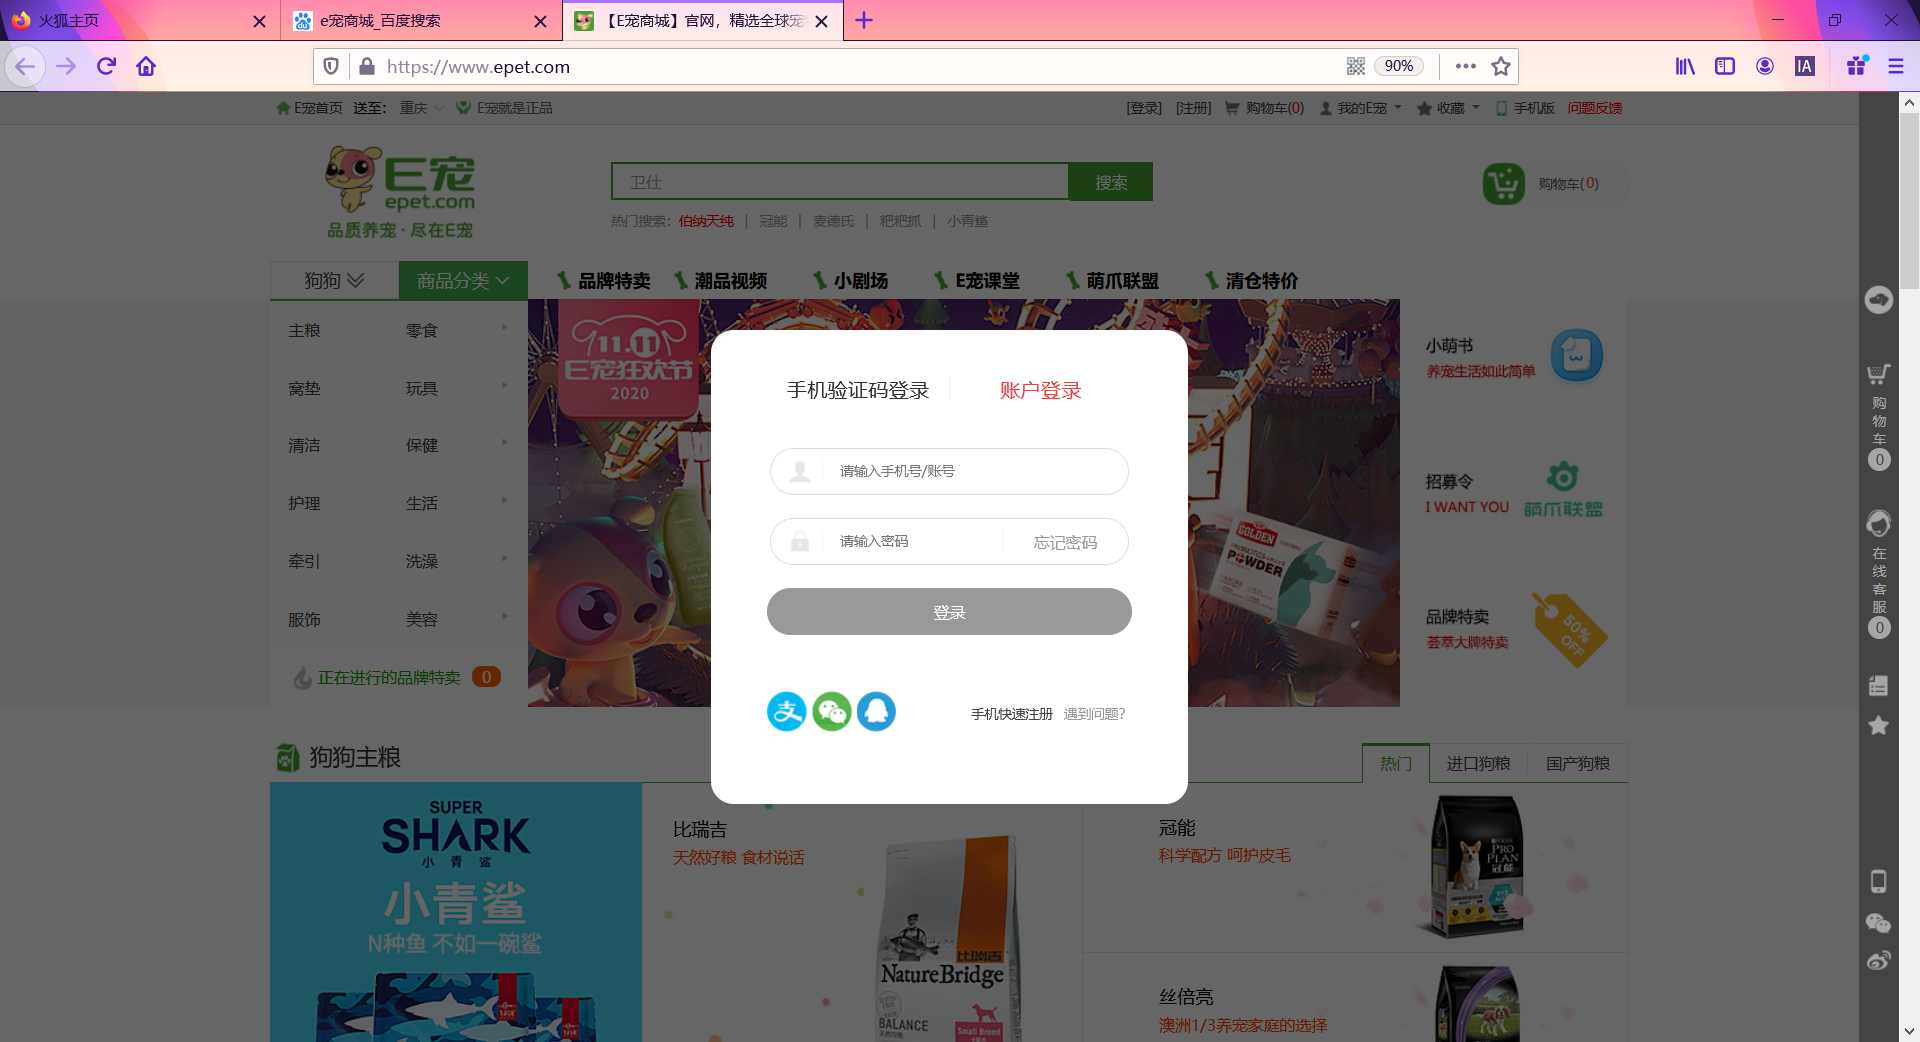 火狐主页
e宠商城_百度搜索
【E宠商城】官网，精选全球宠
https://www.epet.com
90%
IA
E宠首页 送至： 重庆 E宠就是正品
[登录] [注册] 购物车(0) 我的E宠 收藏 手机版 问题反馈
E宠
epet.com
品质养宠·尽在E宠
卫仕
搜索
热门搜索：伯纳天纯 | 冠能 | 麦德氏 | 粑粑抓 | 小青鲨
购物车(0)
狗狗
商品分类
品牌特卖 潮品视频 小剧场 E宠课堂 萌爪联盟 清仓特价
主粮 零食
窝垫 玩具
清洁 保健
护理 生活
牵引 洗澡
服饰 美容
正在进行的品牌特卖 0
11.11
E宠狂欢节
2020
GOLDEN
PROBIOTICS
POWDER
手机验证码登录
账户登录
请输入手机号/账号
请输入密码
忘记密码
登录
支
手机快速注册 遇到问题?
小萌书
养宠生活如此简单
招募令
I WANT YOU
萌爪联盟
品牌特卖
荟萃大牌特卖
50%
OFF
购物车
0
在线客服
0
狗狗主粮
热门
进口狗粮
国产狗粮
SUPER
SHARK
小青鲨
小青鲨
N种鱼 不如一碗鲨
比瑞吉
天然好粮 食材说话
比瑞吉
Nature Bridge
BALANCE
Small Breed
冠能
科学配方 呵护皮毛
PRO PLAN
冠能
丝倍亮
澳洲1/3养宠家庭的选择